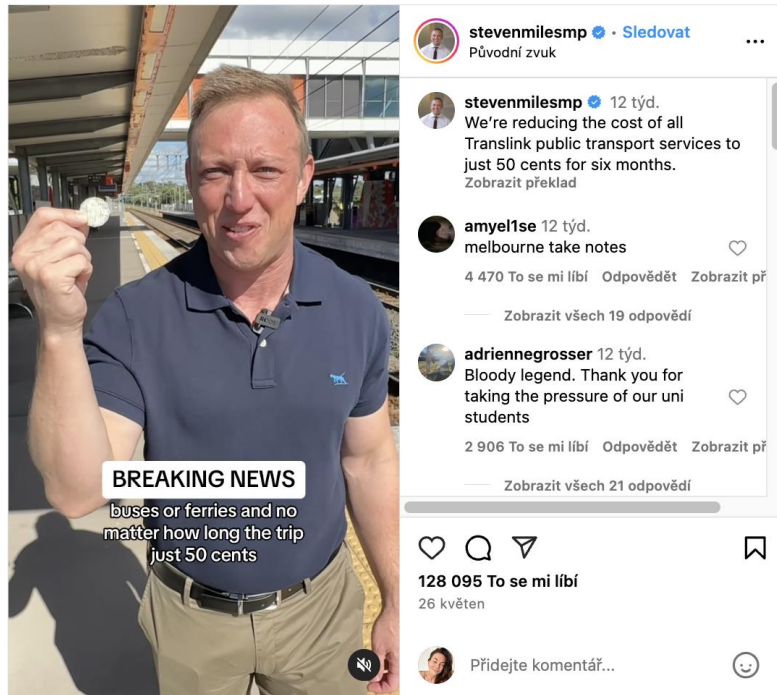 BREAKING NEWS
buses or ferries and no
matter how long the trip
just 50 cents
stevenmilesmp • Sledovat
Původní zvuk
stevenmilesmp 12 týd.
We're reducing the cost of all
Translink public transport services to
just 50 cents for six months.
Zobrazit překlad
amyel1se 12 týd.
melbourne take notes
4 470 To se mi líbí Odpovědět Zobrazit př
Zobrazit všech 19 odpovědí
adriennegrosser 12 týd.
Bloody legend. Thank you for
taking the pressure of our uni
students
2 906 To se mi líbí Odpovědět Zobrazit př
Zobrazit všech 21 odpovědí
128 095 To se mi líbí
26 květen
Přidejte komentář...